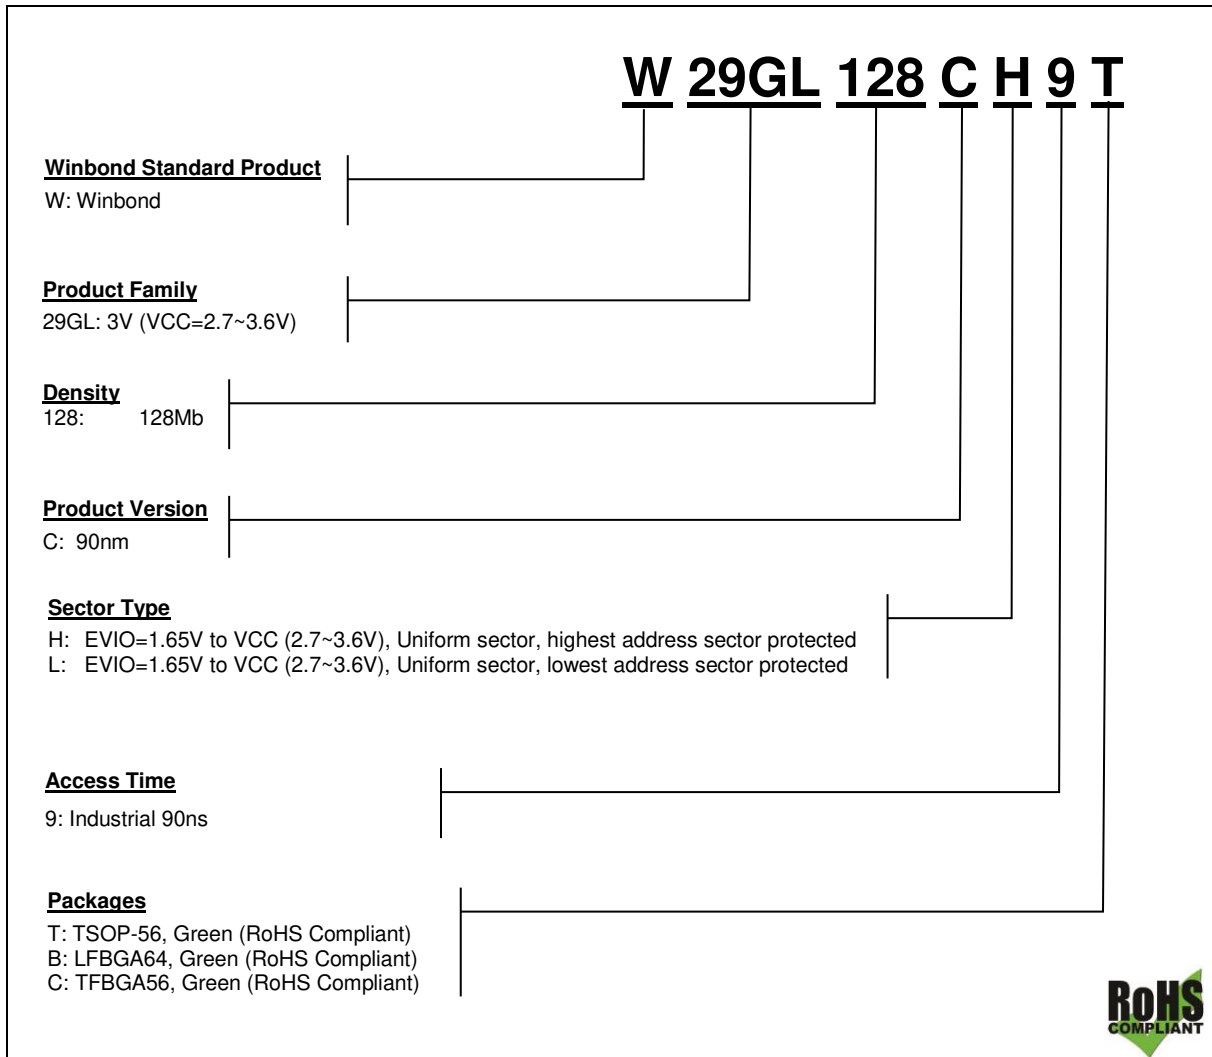 W 29GL 128 C H 9 T
Winbond Standard Product
W: Winbond
Product Family
29GL: 3V (VCC=2.7~3.6V)
Density
128: 128Mb
Product Version
C: 90nm
Sector Type
H: EVIO=1.65V to VCC (2.7~3.6V), Uniform sector, highest address sector protected
L: EVIO=1.65V to VCC (2.7~3.6V), Uniform sector, lowest address sector protected
Access Time
9: Industrial 90ns
Packages
T: TSOP-56, Green (RoHS Compliant)
B: LFBGA64, Green (RoHS Compliant)
C: TFBGA56, Green (RoHS Compliant)
RoHS
COMPLIANT